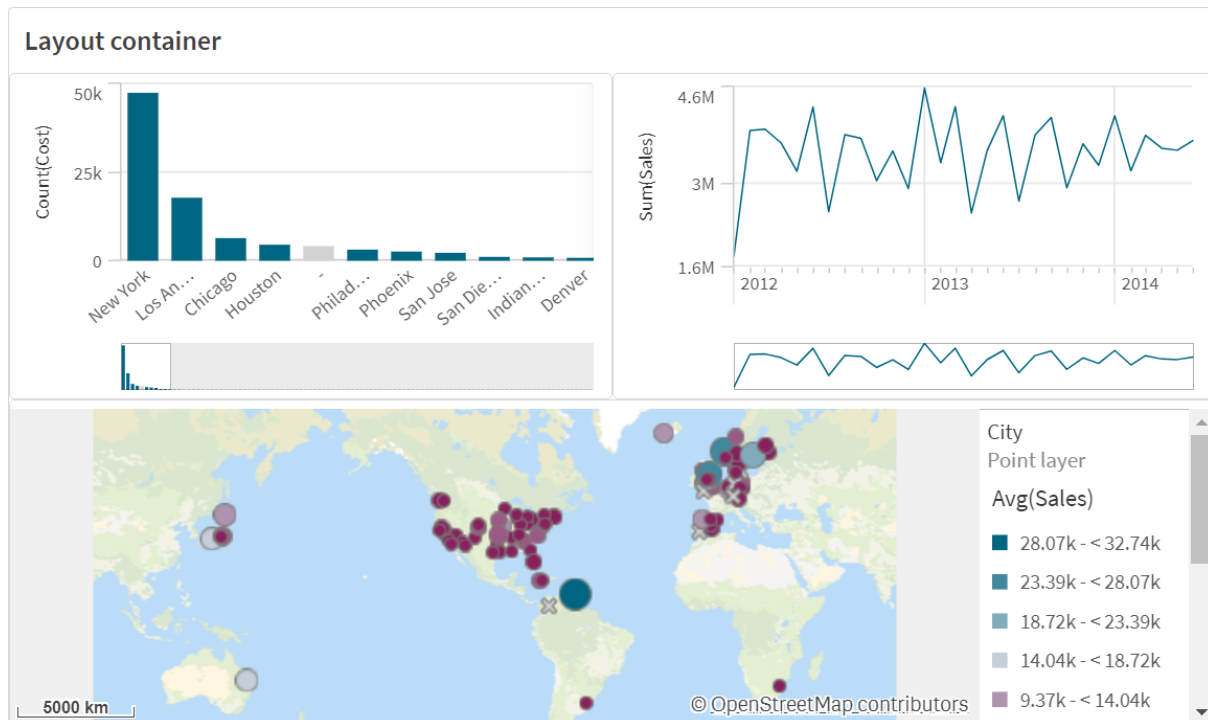 Layout container
50k
25k
0
Count(Cost)
New York
Los An...
Chicago
Houston
-
Philad...
Phoenix
San Jose
San Die...
Indian...
Denver
4.6M
3M
1.6M
Sum(Sales)
2012
2013
2014
5000 km
© OpenStreetMap contributors
City
Point layer
Avg(Sales)
28.07k - < 32.74k
23.39k - < 28.07k
18.72k - < 23.39k
14.04k - < 18.72k
9.37k - < 14.04k